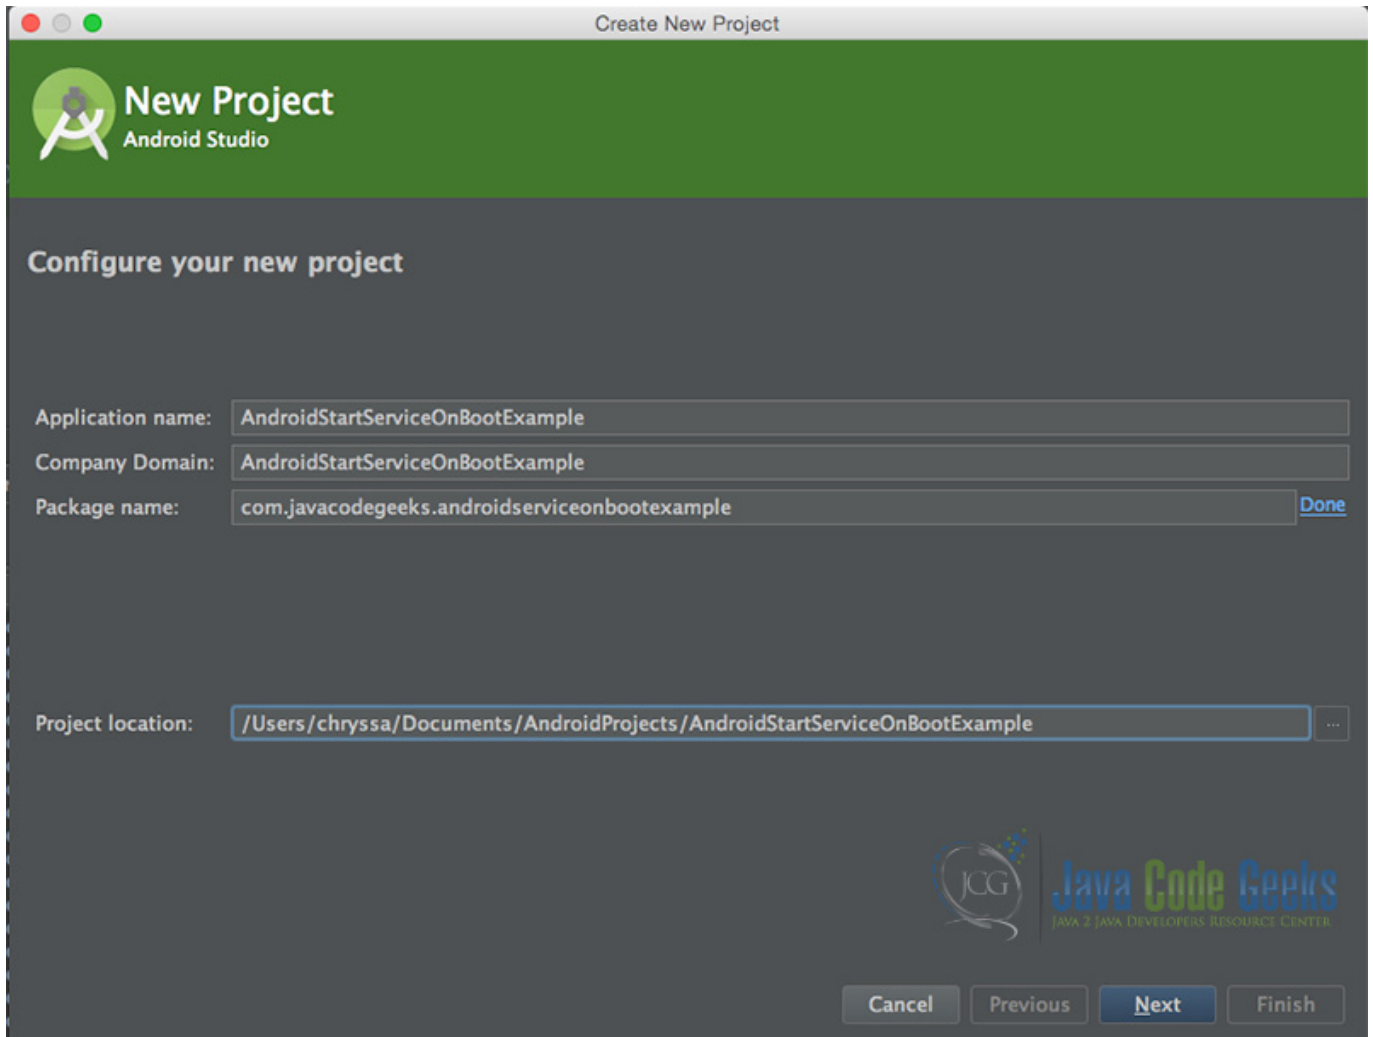 Create New Project
New Project
Android Studio
Configure your new project
Application name: AndroidStartServiceOnBootExample
Company Domain: AndroidStartServiceOnBootExample
Package name: com.javacodegeeks.androidserviceonbootexample Done
Project location: /Users/chryssa/Documents/AndroidProjects/AndroidStartServiceOnBootExample ...
JCG Java Code Geeks
JAVA 2 JAVA DEVELOPERS RESOURCE CENTER
Cancel Previous Next Finish